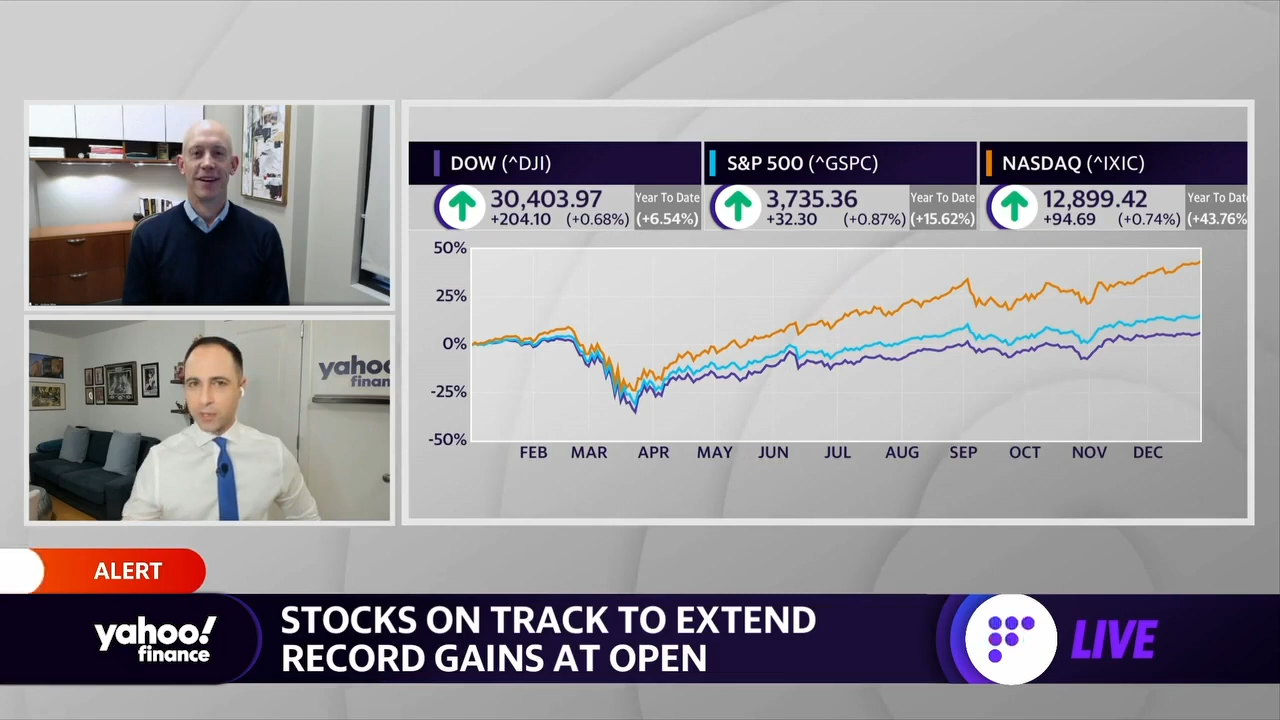 DOW (^DJI)
30,403.97
+204.10 (+0.68%)
Year To Date
(+6.54%)
S&P 500 (^GSPC)
3,735.36
+32.30 (+0.87%)
Year To Date
(+15.62%)
NASDAQ (^IXIC)
12,899.42
+94.69 (+0.74%)
Year To Dat
(+43.76%
50%
25%
0%
-25%
-50%
FEB MAR APR MAY JUN JUL AUG SEP OCT NOV DEC
yahoo
finan
ALERT
yahoo!
finance
STOCKS ON TRACK TO EXTEND
RECORD GAINS AT OPEN
LIVE